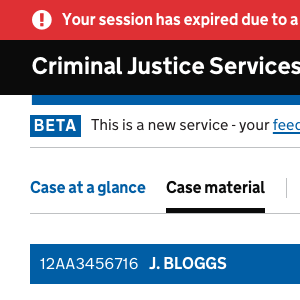 Your session has expired due to a
Criminal Justice Services
BETA This is a new service - your
Case at a glance Case material
12AA3456716 J. BLOGGS